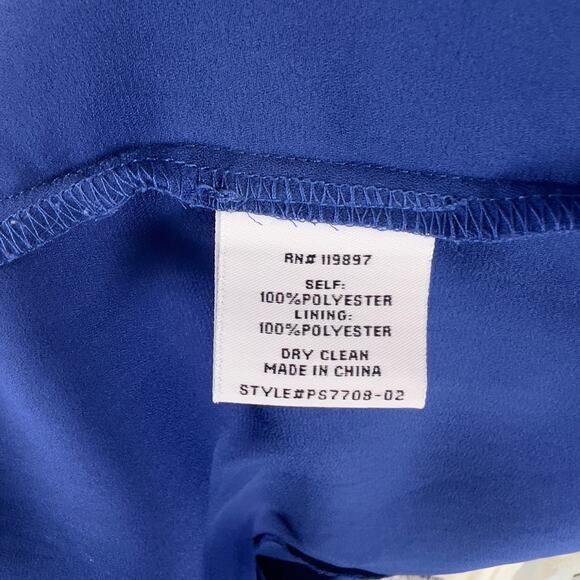 RN# 119897
SELF:
100%POLYESTER
LINING:
100%POLYESTER
DRY CLEAN
MADE IN CHINA
STYLE#PS7708-02